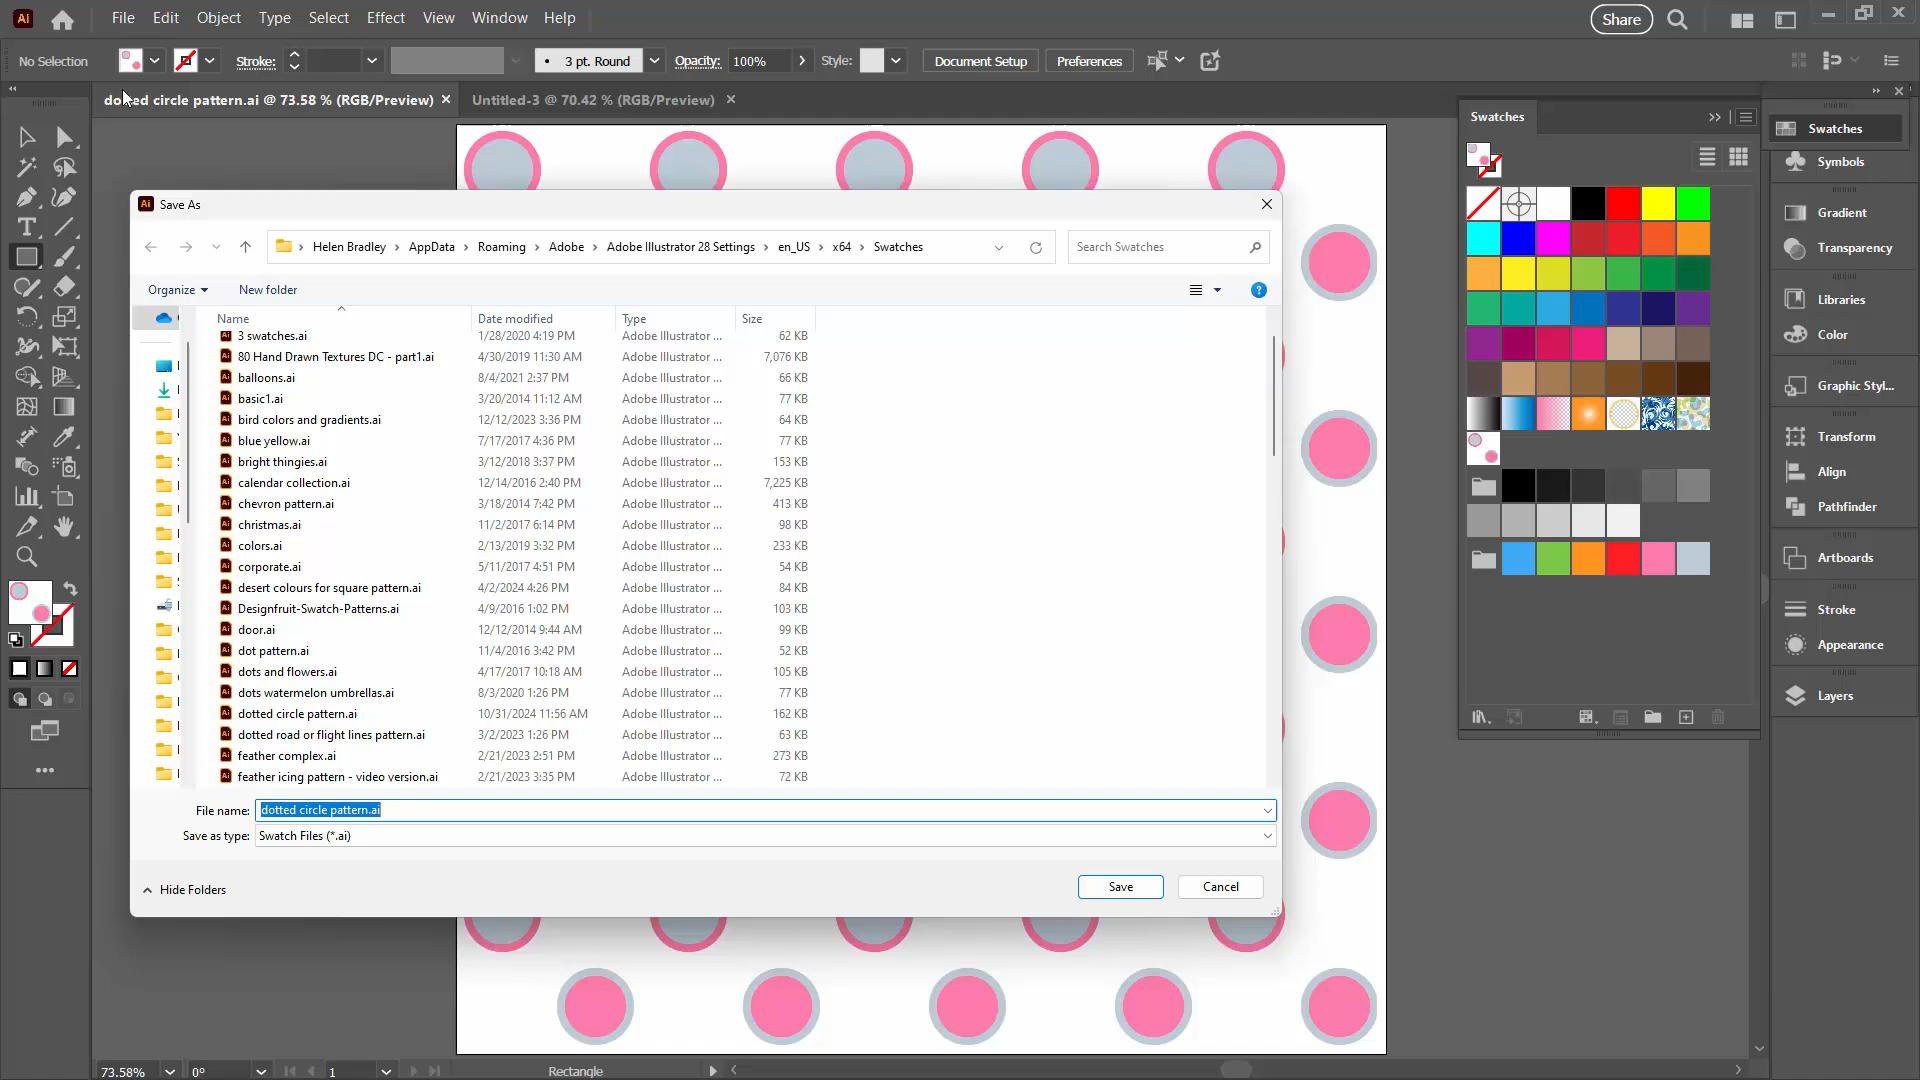 Ai File Edit Object Type Select Effect View Window Help Share
No Selection Stroke: 3 pt. Round Opacity: 100% Style: Document Setup Preferences
dotted circle pattern.ai @ 73.58 % (RGB/Preview) × Untitled-3 @ 70.42 % (RGB/Preview) ×
Save As
Helen Bradley > AppData > Roaming > Adobe > Adobe Illustrator 28 Settings > en_US > x64 > Swatches
Search Swatches
Organize New folder
Name Date modified Type Size
3 swatches.ai 1/28/2020 4:19 PM Adobe Illustrator ... 62 KB
80 Hand Drawn Textures DC - part1.ai 4/30/2019 11:30 AM Adobe Illustrator ... 7,076 KB
balloons.ai 8/4/2021 2:37 PM Adobe Illustrator ... 66 KB
basic1.ai 3/20/2014 11:12 AM Adobe Illustrator ... 77 KB
bird colors and gradients.ai 12/12/2023 3:36 PM Adobe Illustrator ... 64 KB
blue yellow.ai 7/17/2017 4:36 PM Adobe Illustrator ... 77 KB
bright thingies.ai 3/12/2018 3:37 PM Adobe Illustrator ... 153 KB
calendar collection.ai 12/14/2016 2:40 PM Adobe Illustrator ... 7,225 KB
chevron pattern.ai 3/18/2014 7:42 PM Adobe Illustrator ... 413 KB
christmas.ai 11/2/2017 6:14 PM Adobe Illustrator ... 98 KB
colors.ai 2/13/2019 3:32 PM Adobe Illustrator ... 233 KB
corporate.ai 5/11/2017 4:51 PM Adobe Illustrator ... 54 KB
desert colours for square pattern.ai 4/2/2024 4:26 PM Adobe Illustrator ... 84 KB
Designfruit-Swatch-Patterns.ai 4/9/2016 1:02 PM Adobe Illustrator ... 103 KB
door.ai 12/12/2014 9:44 AM Adobe Illustrator ... 99 KB
dot pattern.ai 11/4/2016 3:42 PM Adobe Illustrator ... 52 KB
dots and flowers.ai 4/17/2017 10:18 AM Adobe Illustrator ... 105 KB
dots watermelon umbrellas.ai 8/3/2020 1:26 PM Adobe Illustrator ... 77 KB
dotted circle pattern.ai 10/31/2024 11:56 AM Adobe Illustrator ... 162 KB
dotted road or flight lines pattern.ai 3/2/2023 1:26 PM Adobe Illustrator ... 63 KB
feather complex.ai 2/21/2023 2:51 PM Adobe Illustrator ... 273 KB
feather icing pattern - video version.ai 2/21/2023 3:35 PM Adobe Illustrator ... 72 KB
File name: dotted circle pattern.ai
Save as type: Swatch Files (*.ai)
Hide Folders Save Cancel
Swatches
Swatches
Symbols
Gradient
Transparency
Libraries
Color
Graphic Styl...
Transform
Align
Pathfinder
Artboards
Stroke
Appearance
Layers
73.58% 0° 1 Rectangle